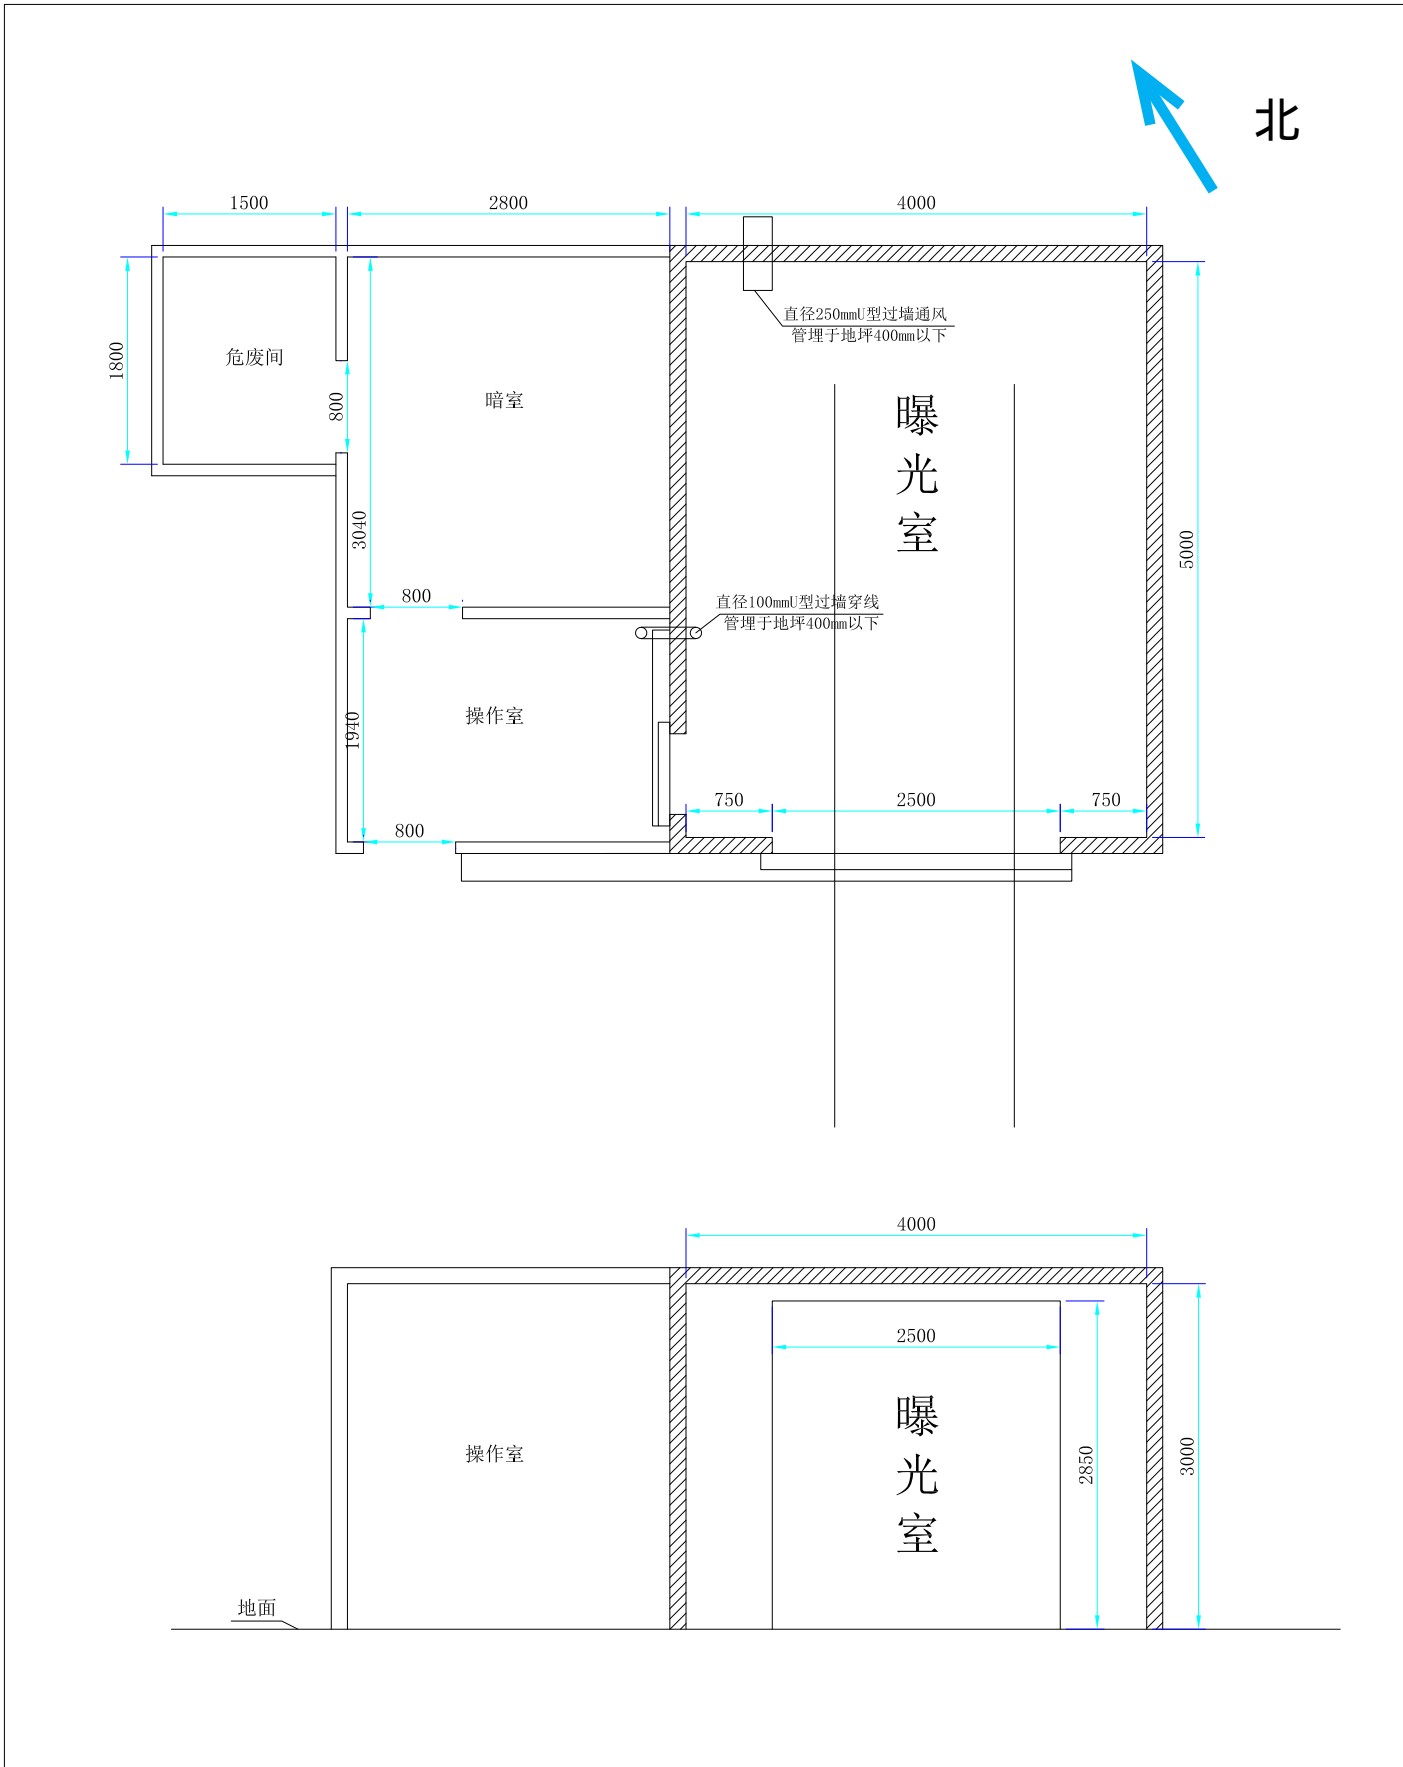 北
1500
2800
4000
直径250mmU型过墙通风
管埋于地坪400mm以下
1800
危废间
800
暗室
曝
光
室
3040
5000
800
直径100mmU型过墙穿线
管埋于地坪400mm以下
操作室
1940
750
2500
750
800
4000
2500
曝
光
室
操作室
2850
3000
地面